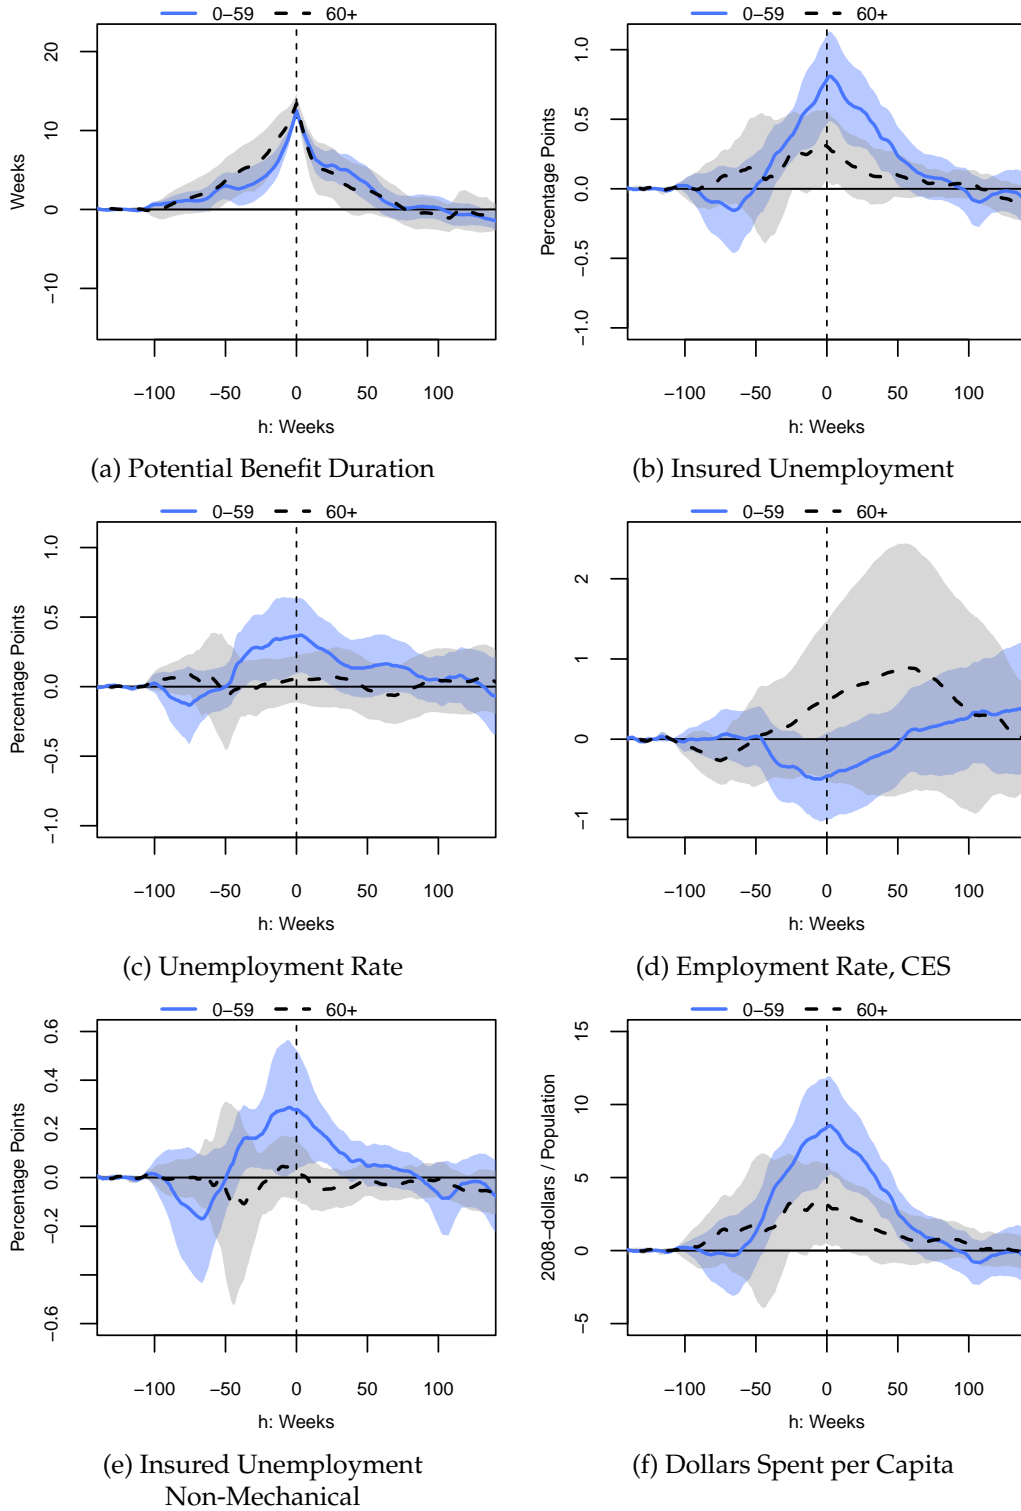 0−59 60+
0−59 60+
Weeks
20
10
0
−10
−100 −50 0 50 100
h: Weeks
(a) Potential Benefit Duration
Percentage Points
1.0
0.5
0.0
−0.5
−1.0
−100 −50 0 50 100
h: Weeks
(b) Insured Unemployment
0−59 60+
0−59 60+
Percentage Points
1.0
0.5
0.0
−0.5
−1.0
−100 −50 0 50 100
h: Weeks
(c) Unemployment Rate
2
1
0
−1
−100 −50 0 50 100
h: Weeks
(d) Employment Rate, CES
0−59 60+
0−59 60+
Percentage Points
0.6
0.4
0.2
0.0
−0.2
−0.6
−100 −50 0 50 100
h: Weeks
(e) Insured Unemployment
Non-Mechanical
2008−dollars / Population
15
10
5
0
−5
−100 −50 0 50 100
h: Weeks
(f) Dollars Spent per Capita